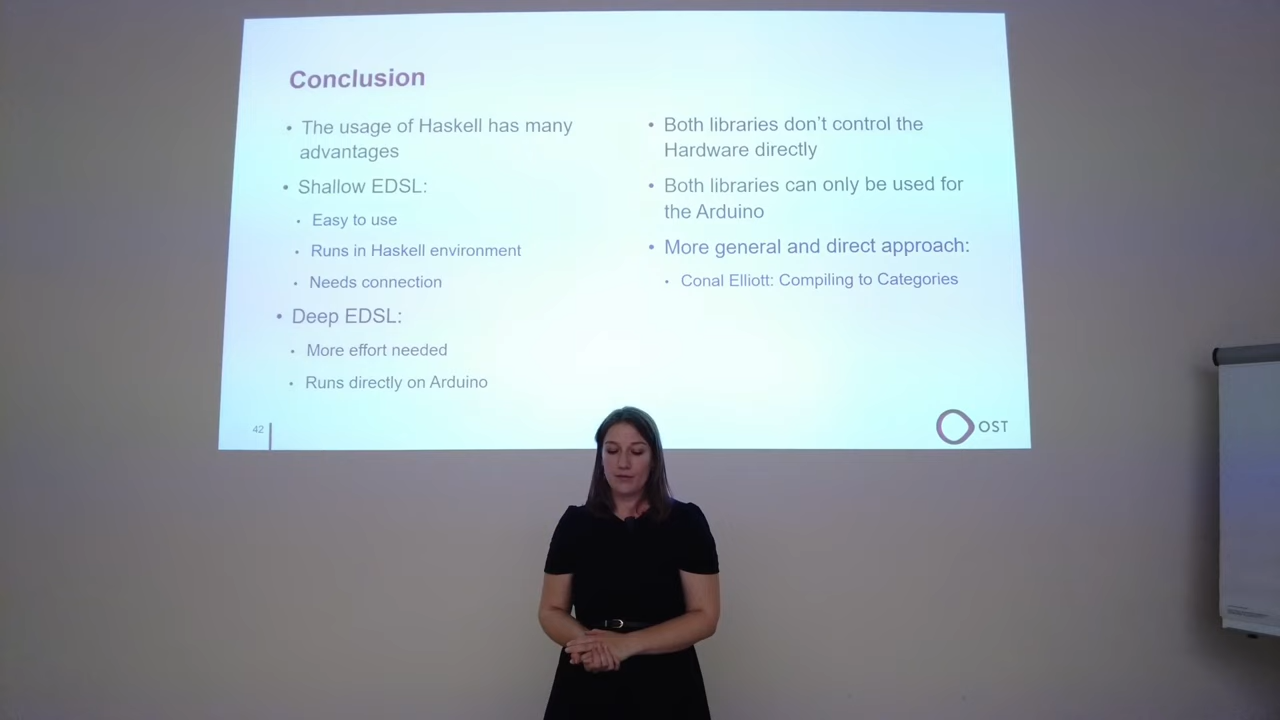 Conclusion
• The usage of Haskell has many
advantages
• Shallow EDSL:
• Easy to use
• Runs in Haskell environment
• Needs connection
• Deep EDSL:
• More effort needed
• Runs directly on Arduino
• Both libraries don't control the
Hardware directly
• Both libraries can only be used for
the Arduino
• More general and direct approach:
• Conal Elliott: Compiling to Categories
42
OST